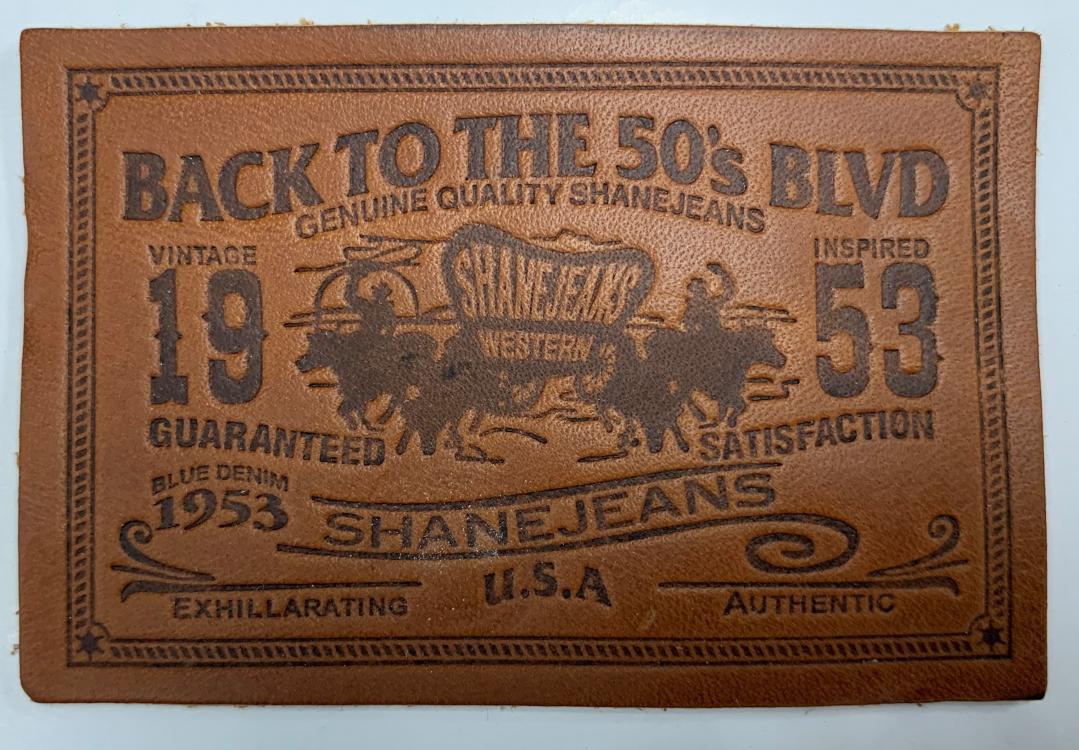 BACK TO THE 50's BLVD
GENUINE QUALITY SHANEJEANS
VINTAGE
19
INSPIRED
53
SHANEJEANS
WESTERN
GUARANTEED
SATISFACTION
BLUE DENIM
1953
SHANEJEANS
U.S.A
EXHILLARATING
AUTHENTIC